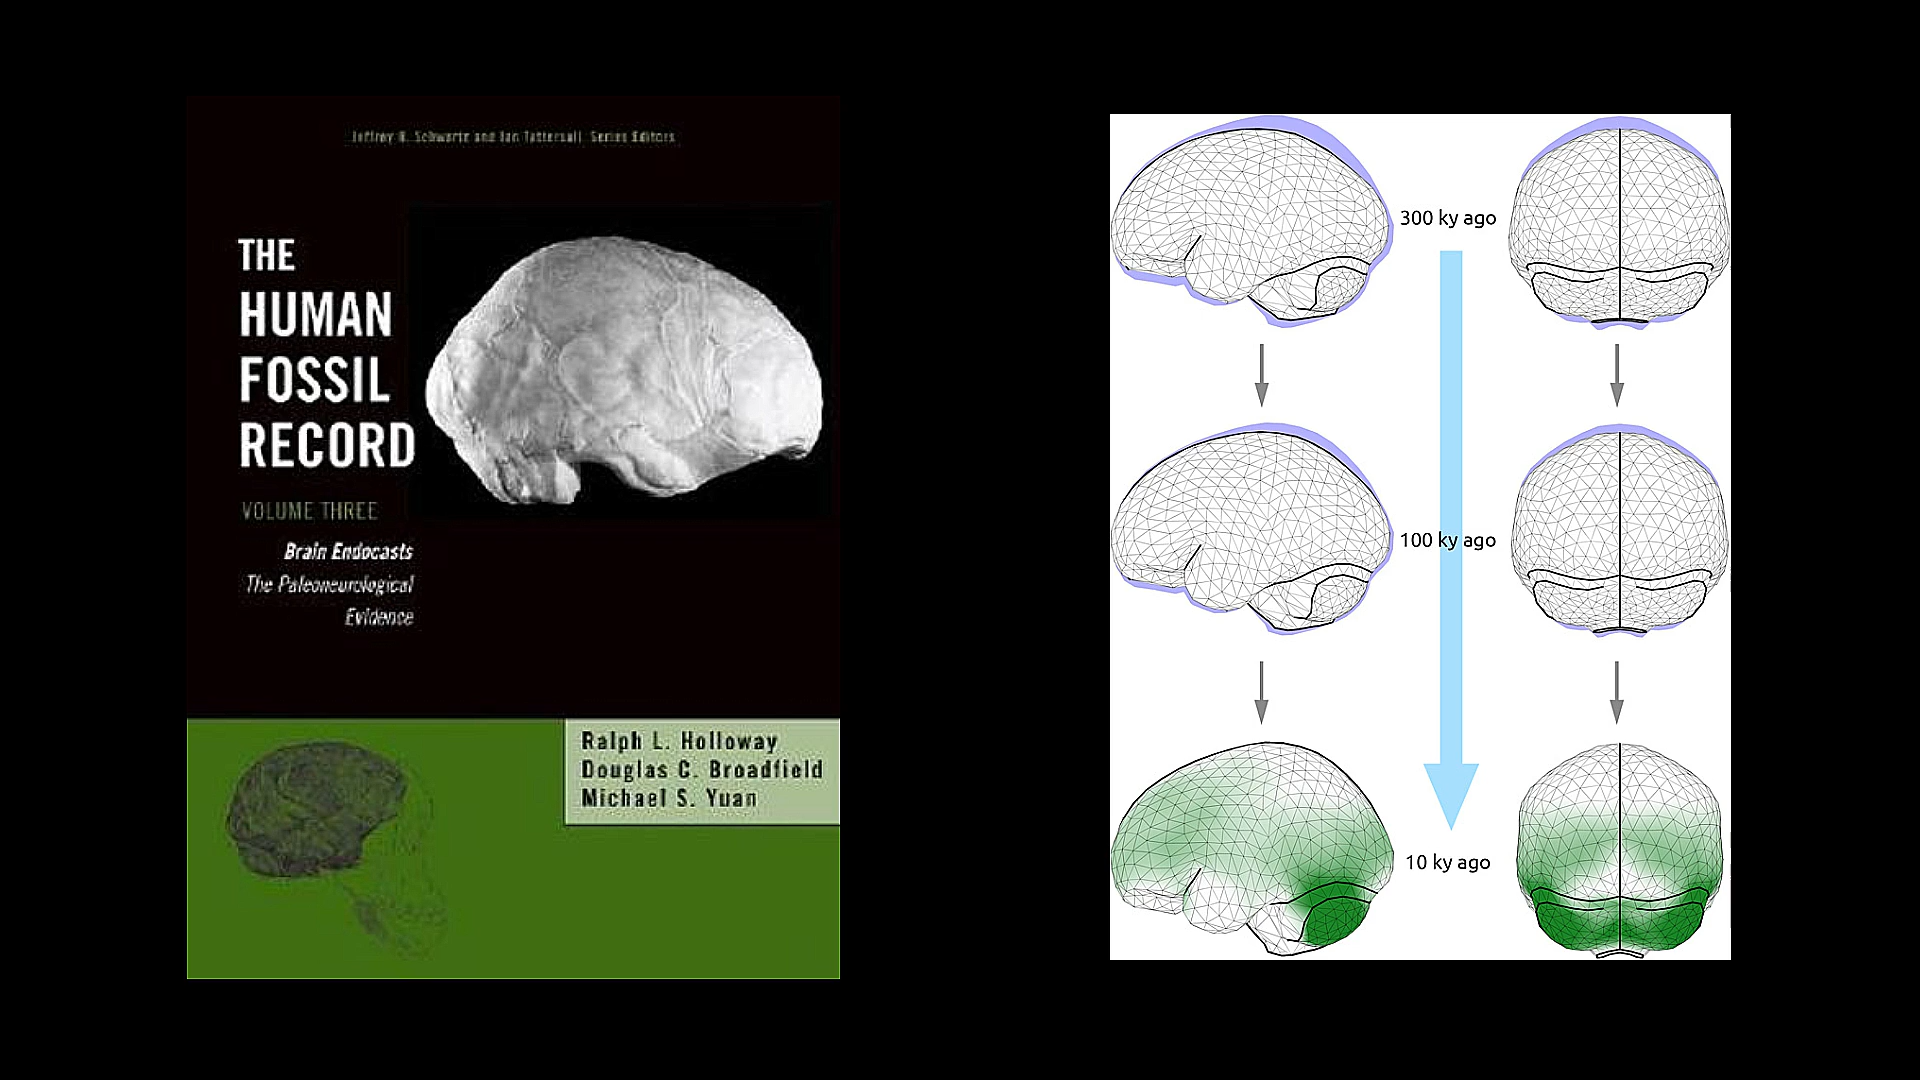 Jeffrey H. Schwartz and Ian Tattersall, Series Editors
THE
HUMAN
FOSSIL
RECORD
VOLUME THREE
Brain Endocasts
The Paleoneurological
Evidence
Ralph L. Holloway
Douglas C. Broadfield
Michael S. Yuan
300 ky ago
100 ky ago
10 ky ago